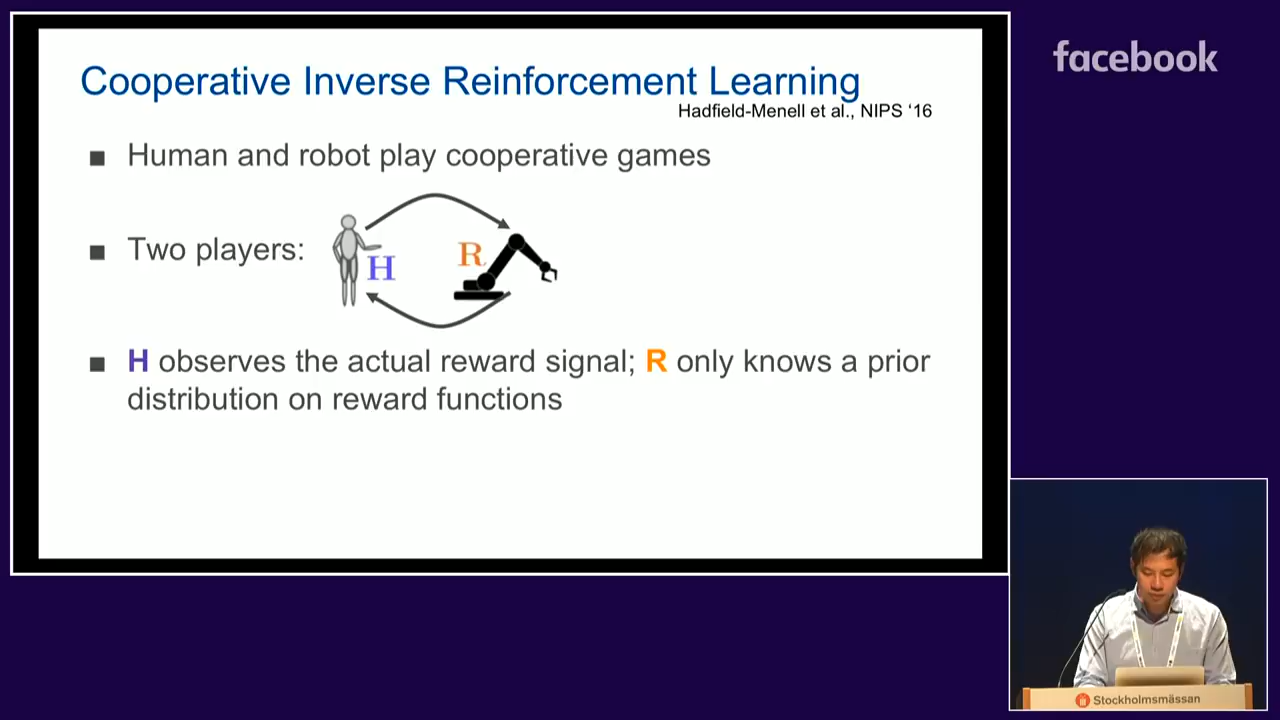 Cooperative Inverse Reinforcement Learning
Hadfield-Menell et al., NIPS ‘16
■ Human and robot play cooperative games
■ Two players:
H
R
■ H observes the actual reward signal; R only knows a prior
distribution on reward functions
facebook
Stockholmsmässan